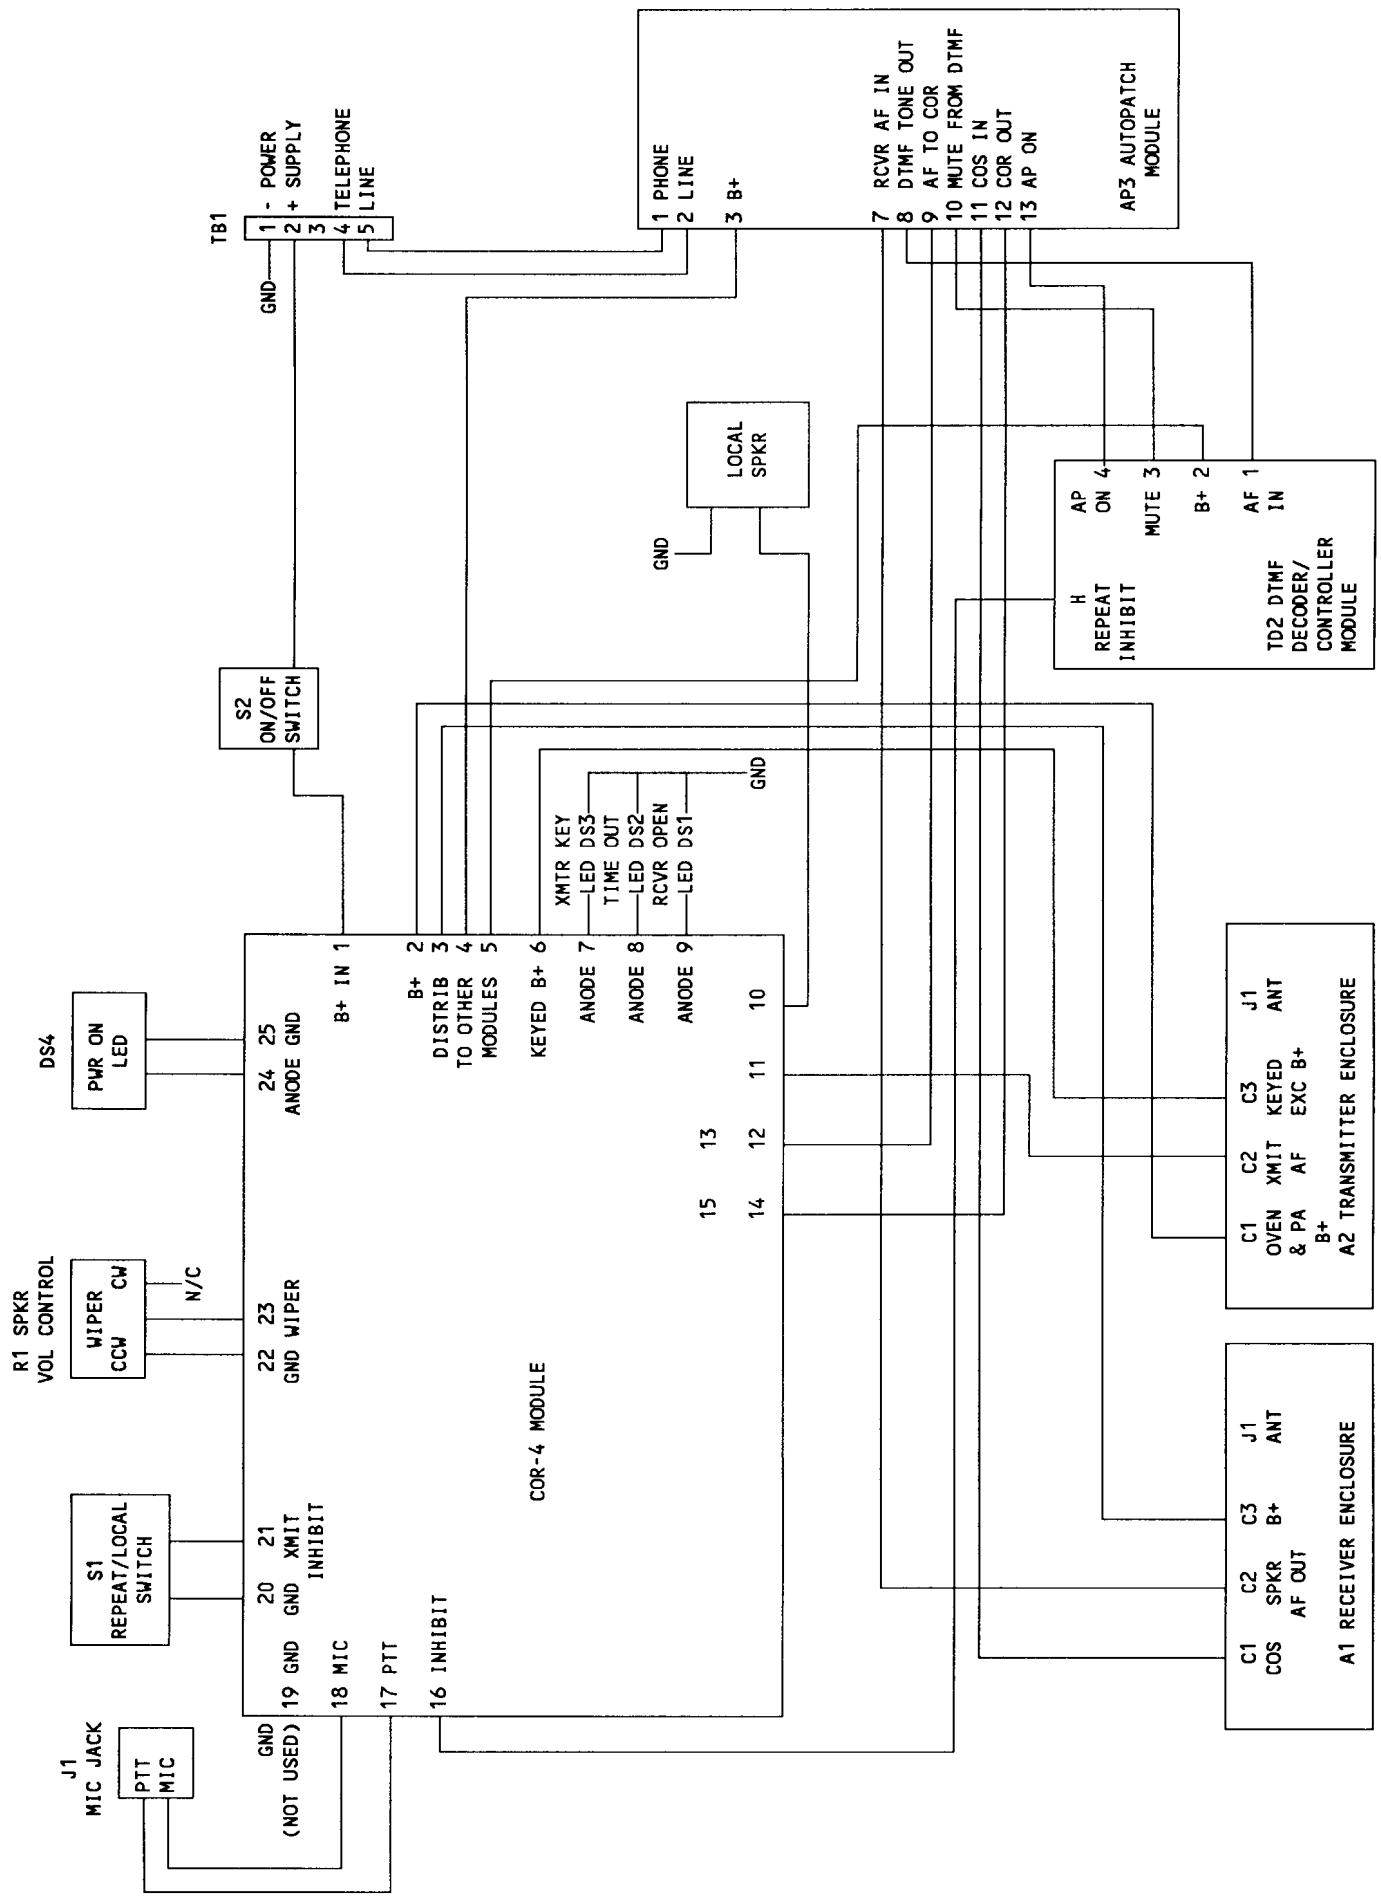 J1
MIC JACK
PTT
MIC
GND
(NOT USED)
19 GND
18 MIC
17 PTT
16 INHIBIT
S1
REPEAT/LOCAL
SWITCH
20
GND
21
XMIT
INHIBIT
R1 SPKR
VOL CONTROL
WIPER
CCW CW
N/C
22 23
GND WIPER
DS4
PWR ON
LED
24 25
ANODE GND
COR-4 MODULE
B+ IN 1
B+ 2
DISTRIB 3
TO OTHER 4
MODULES 5
KEYED B+ 6
ANODE 7
ANODE 8
ANODE 9
10
11
13
12
15
14
XMTR KEY
LED DS3
TIME OUT
LED DS2
RCVR OPEN
LED DS1
GND
S2
ON/OFF
SWITCH
GND
TB1
1 - POWER
2 + SUPPLY
3
4 TELEPHONE
5 LINE
GND
LOCAL
SPKR
1 PHONE
2 LINE
3 B+
7 RCVR AF IN
8 DTMF TONE OUT
9 AF TO COR
10 MUTE FROM DTMF
11 COS IN
12 COR OUT
13 AP ON
AP3 AUTOPATCH
MODULE
H
REPEAT
INHIBIT
AP
ON 4
MUTE 3
B+ 2
AF 1
IN
TD2 DTMF
DECODER/
CONTROLLER
MODULE
C1 C2 C3 J1
COS SPKR B+ ANT
AF OUT
A1 RECEIVER ENCLOSURE
C1 C2 C3 J1
OVEN XMIT KEYED ANT
& PA AF EXC B+
B+
A2 TRANSMITTER ENCLOSURE